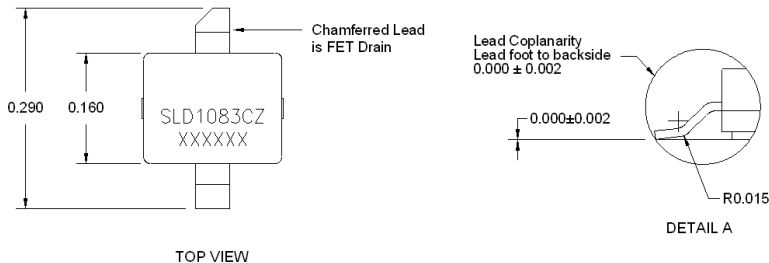 Chamferred Lead
is FET Drain
0.290
0.160
SLD1083CZ
XXXXXX
TOP VIEW
Lead Coplanarity
Lead foot to backside
0.000 ± 0.002
0.000±0.002
R0.015
DETAIL A